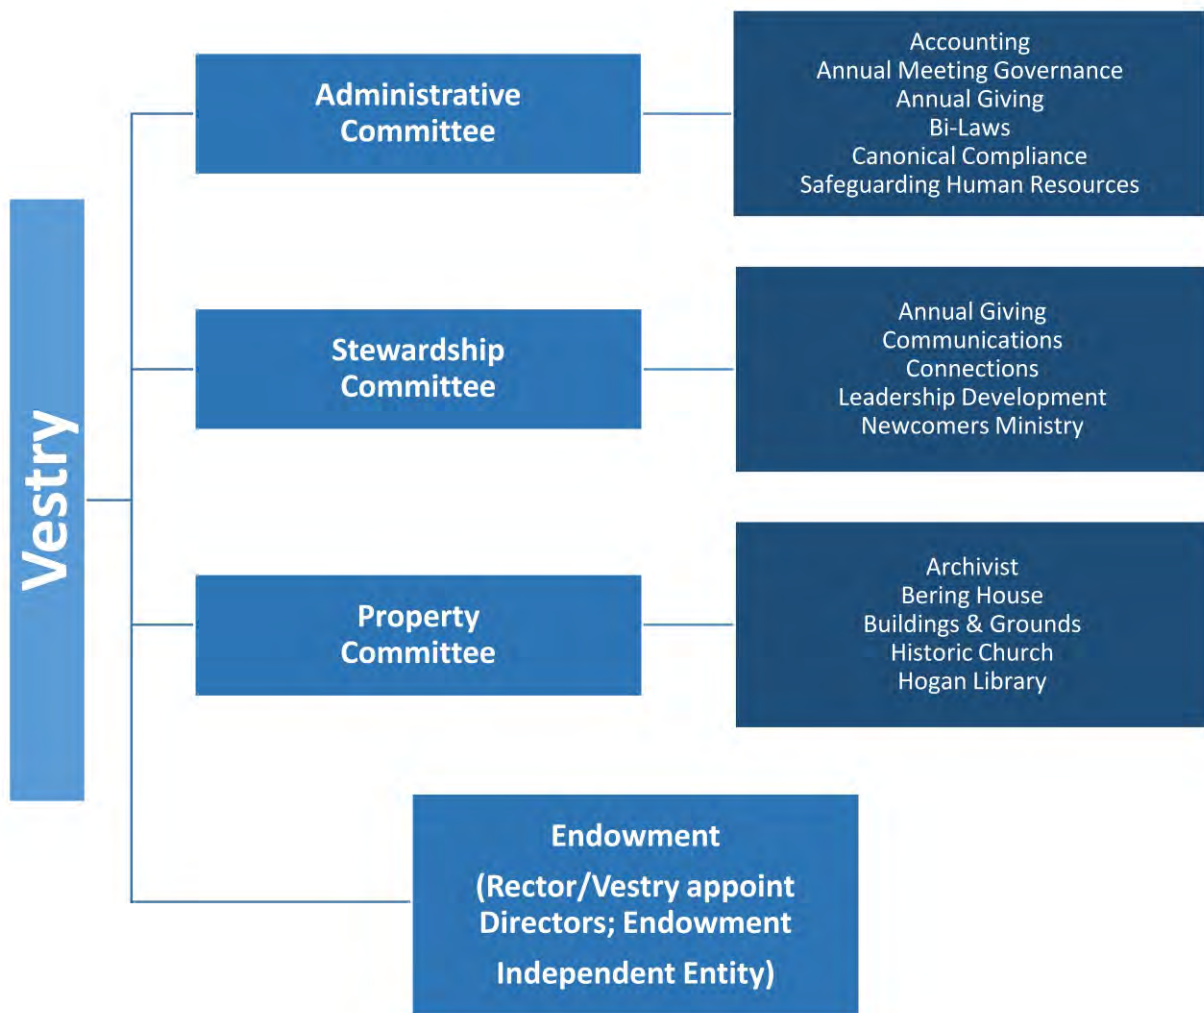 Vestry
Administrative
Committee
Accounting
Annual Meeting Governance
Annual Giving
Bi-Laws
Canonical Compliance
Safeguarding Human Resources
Stewardship
Committee
Annual Giving
Communications
Connections
Leadership Development
Newcomers Ministry
Property
Committee
Archivist
Bering House
Buildings & Grounds
Historic Church
Hogan Library
Endowment
(Rector/Vestry appoint
Directors; Endowment
Independent Entity)